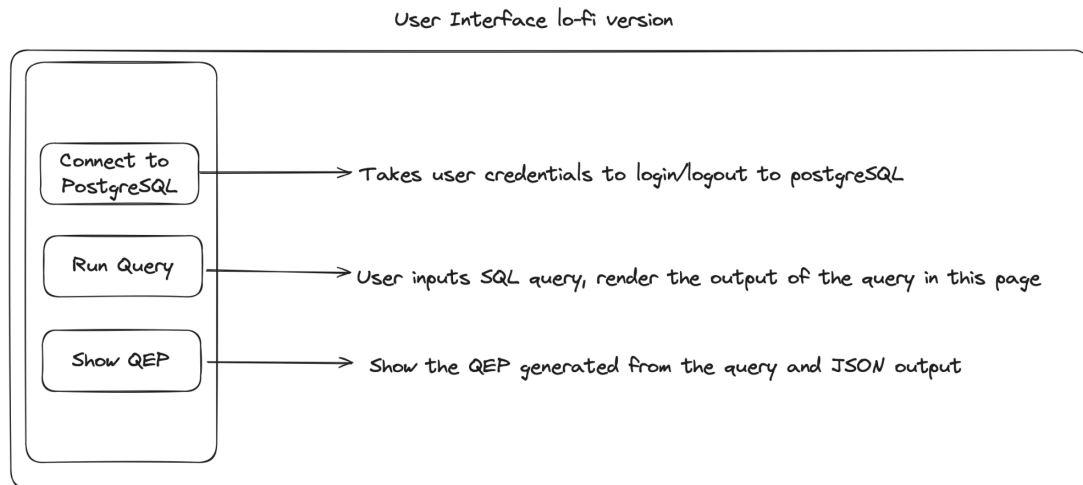 User Interface lo-fi version
Connect to
PostgreSQL
Takes user credentials to login/logout to postgreSQL
Run Query
User inputs SQL query, render the output of the query in this page
Show QEP
Show the QEP generated from the query and JSON output